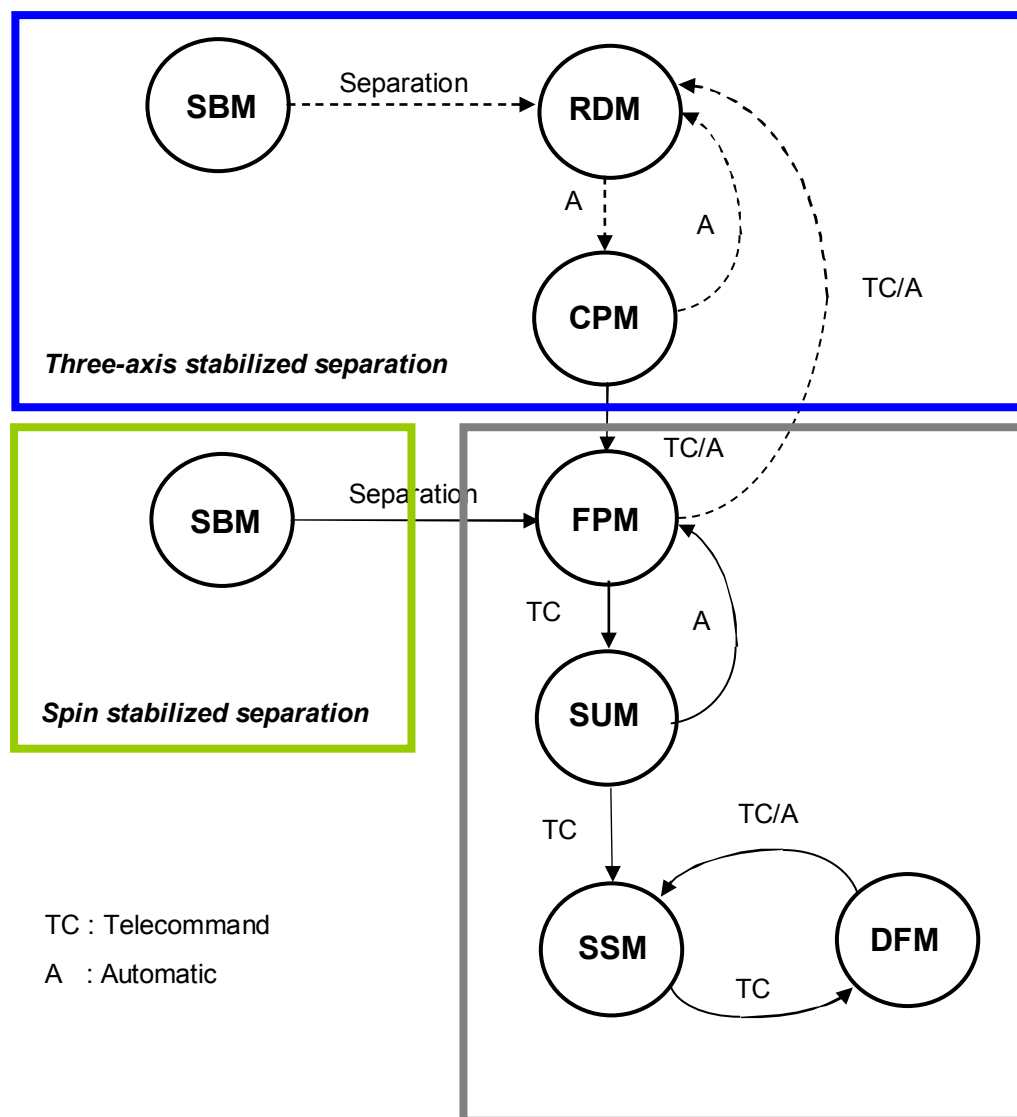 Separation
SBM
RDM
A
A
CPM
TC/A
Three-axis stabilized separation
TC/A
Separation
SBM
FPM
TC
A
Spin stabilized separation
SUM
TC/A
TC
TC : Telecommand
SSM
DFM
A : Automatic
TC